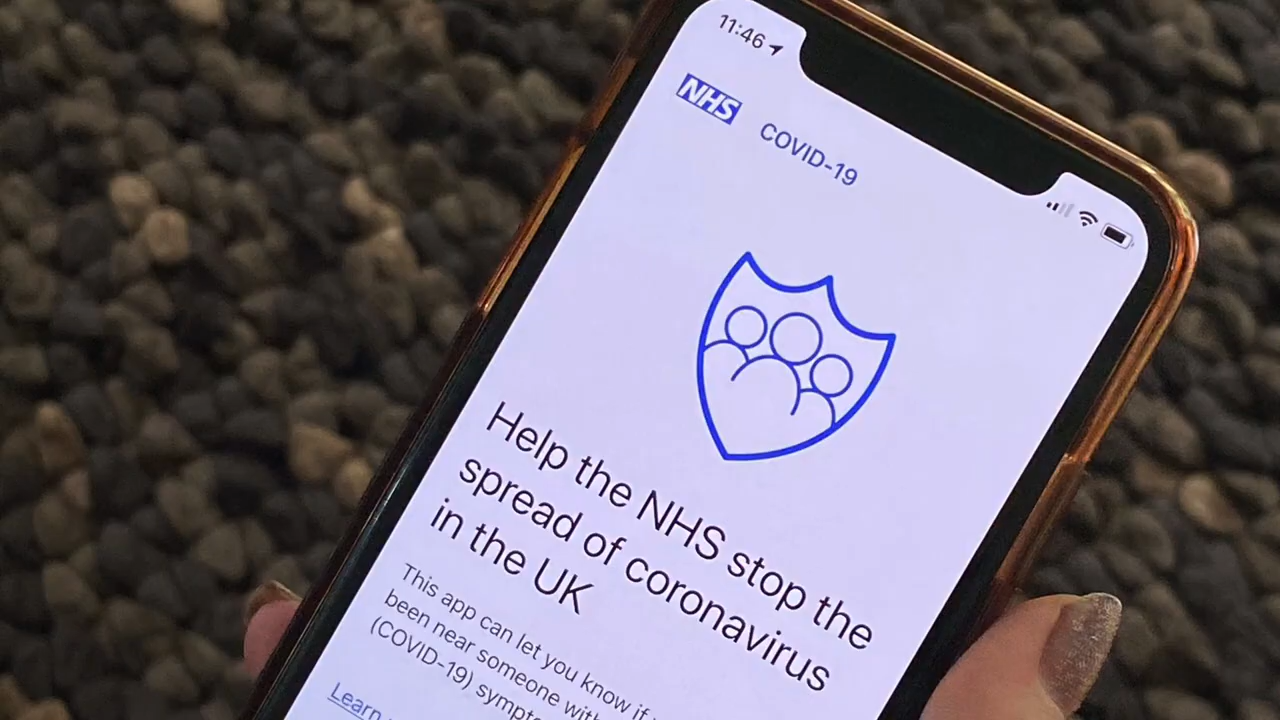 11:46
NHS
COVID-19
Help the NHS stop the
spread of coronavirus
in the UK
This app can let you know if
been near someone with
(COVID-19)
Learn